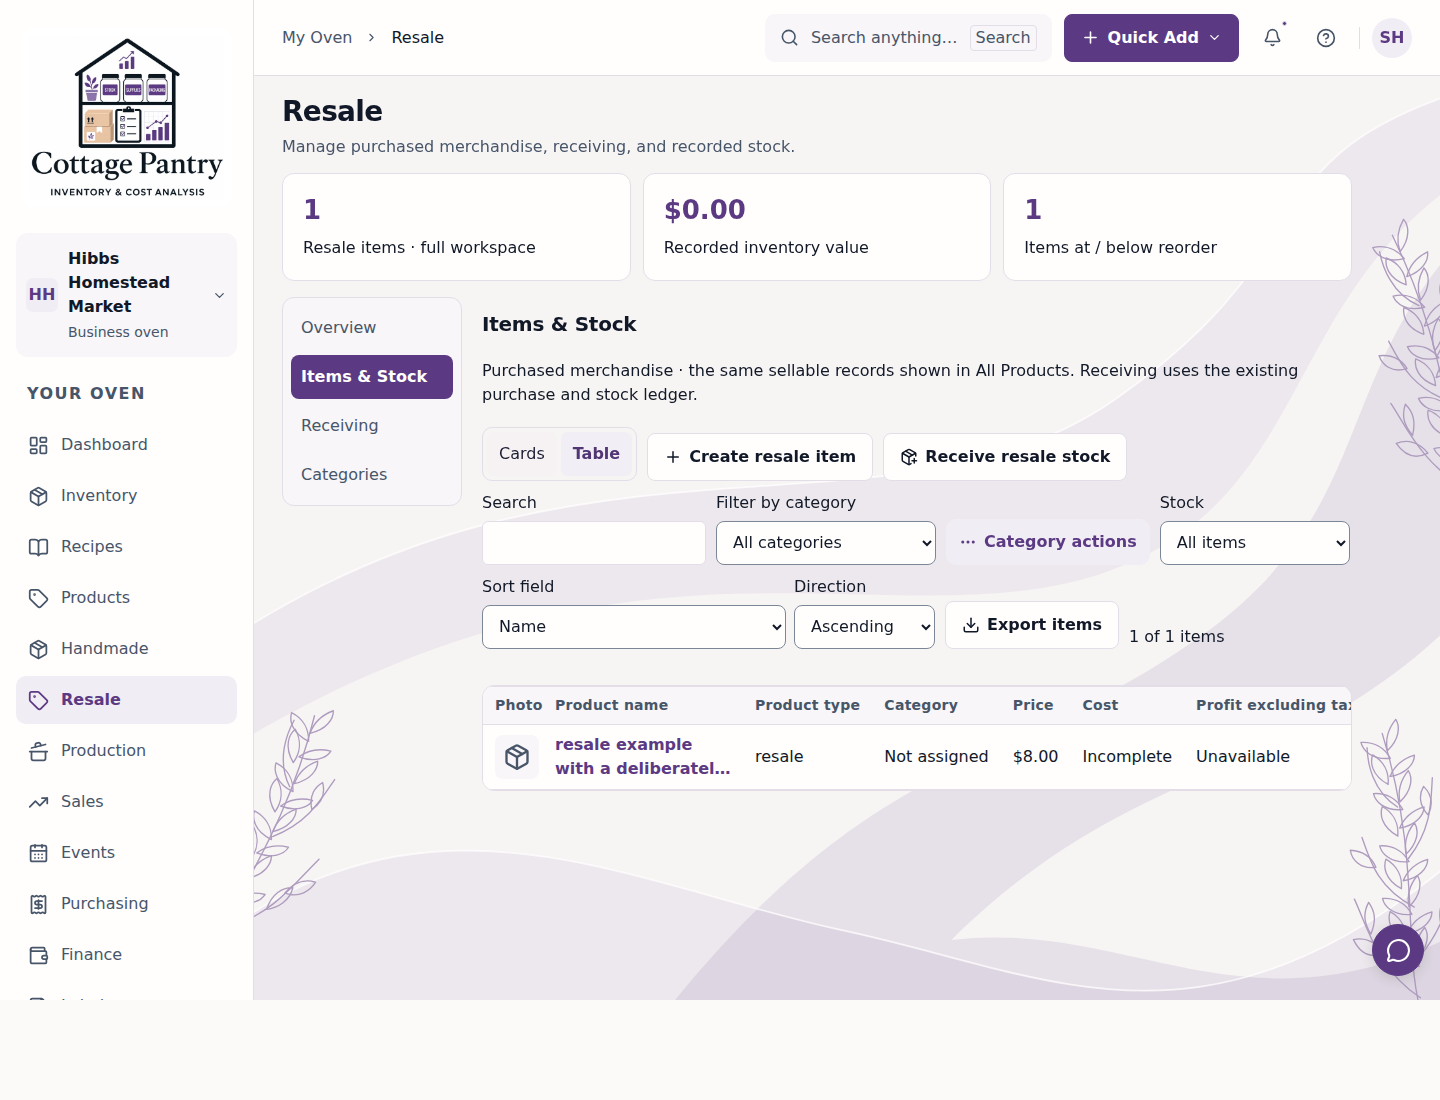 Cottage Pantry
INVENTORY & COST ANALYSIS
HH
Hibbs
Homestead
Market
Business oven
YOUR OVEN
Dashboard
Inventory
Recipes
Products
Handmade
Resale
Production
Sales
Events
Purchasing
Finance
My Oven
Resale
Search anything...
Search
Quick Add
SH
Resale
Manage purchased merchandise, receiving, and recorded stock.
1
Resale items · full workspace
$0.00
Recorded inventory value
1
Items at / below reorder
Overview
Items & Stock
Receiving
Categories
Items & Stock
Purchased merchandise · the same sellable records shown in All Products. Receiving uses the existing
purchase and stock ledger.
Cards
Table
Create resale item
Receive resale stock
Search
Filter by category
All categories
Category actions
Stock
All items
Sort field
Name
Direction
Ascending
Export items
1 of 1 items
Photo Product name Product type Category Price Cost Profit excluding tax
resale example
with a deliberatel...
resale Not assigned $8.00 Incomplete Unavailable